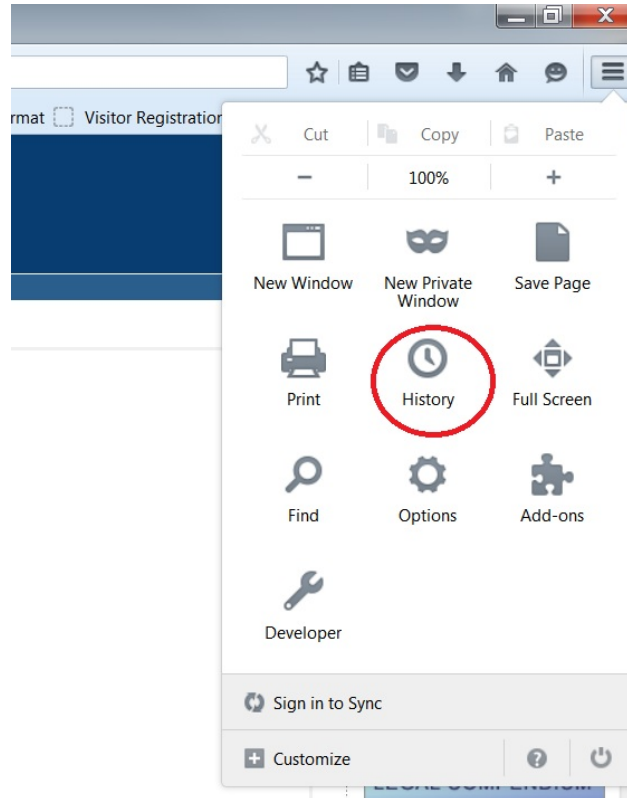 rmat Visitor Registration
Cut Copy Paste
100%
New Window New Private Window Save Page
Print History Full Screen
Find Options Add-ons
Developer
Sign in to Sync
Customize